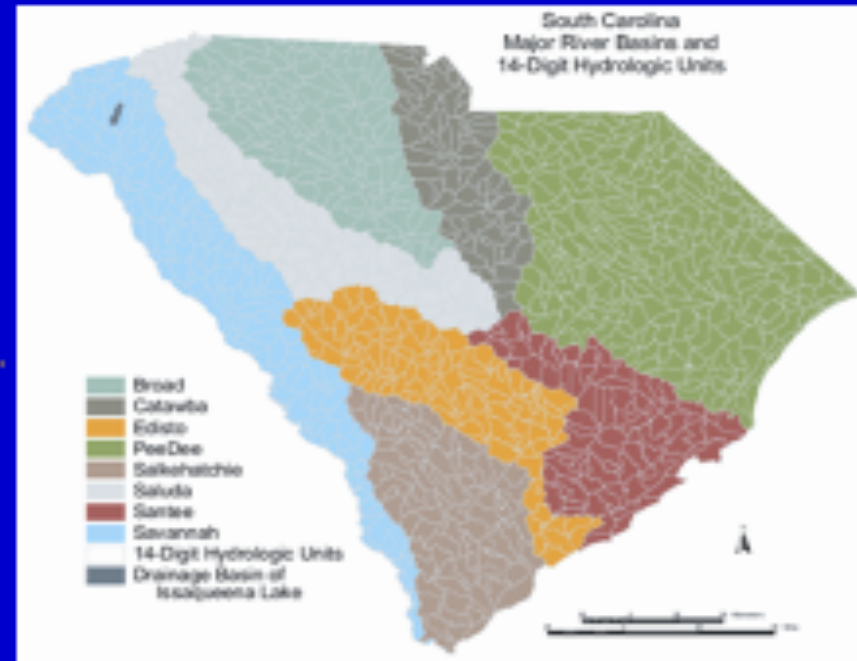 South Carolina
Major River Basins and
14-Digit Hydrologic Units
Broad
Catawba
Edisto
PeeDee
Salkehatchie
Saluda
Santee
Savannah
14-Digit Hydrologic Units
Drainage Basin of
Issaqueena Lake